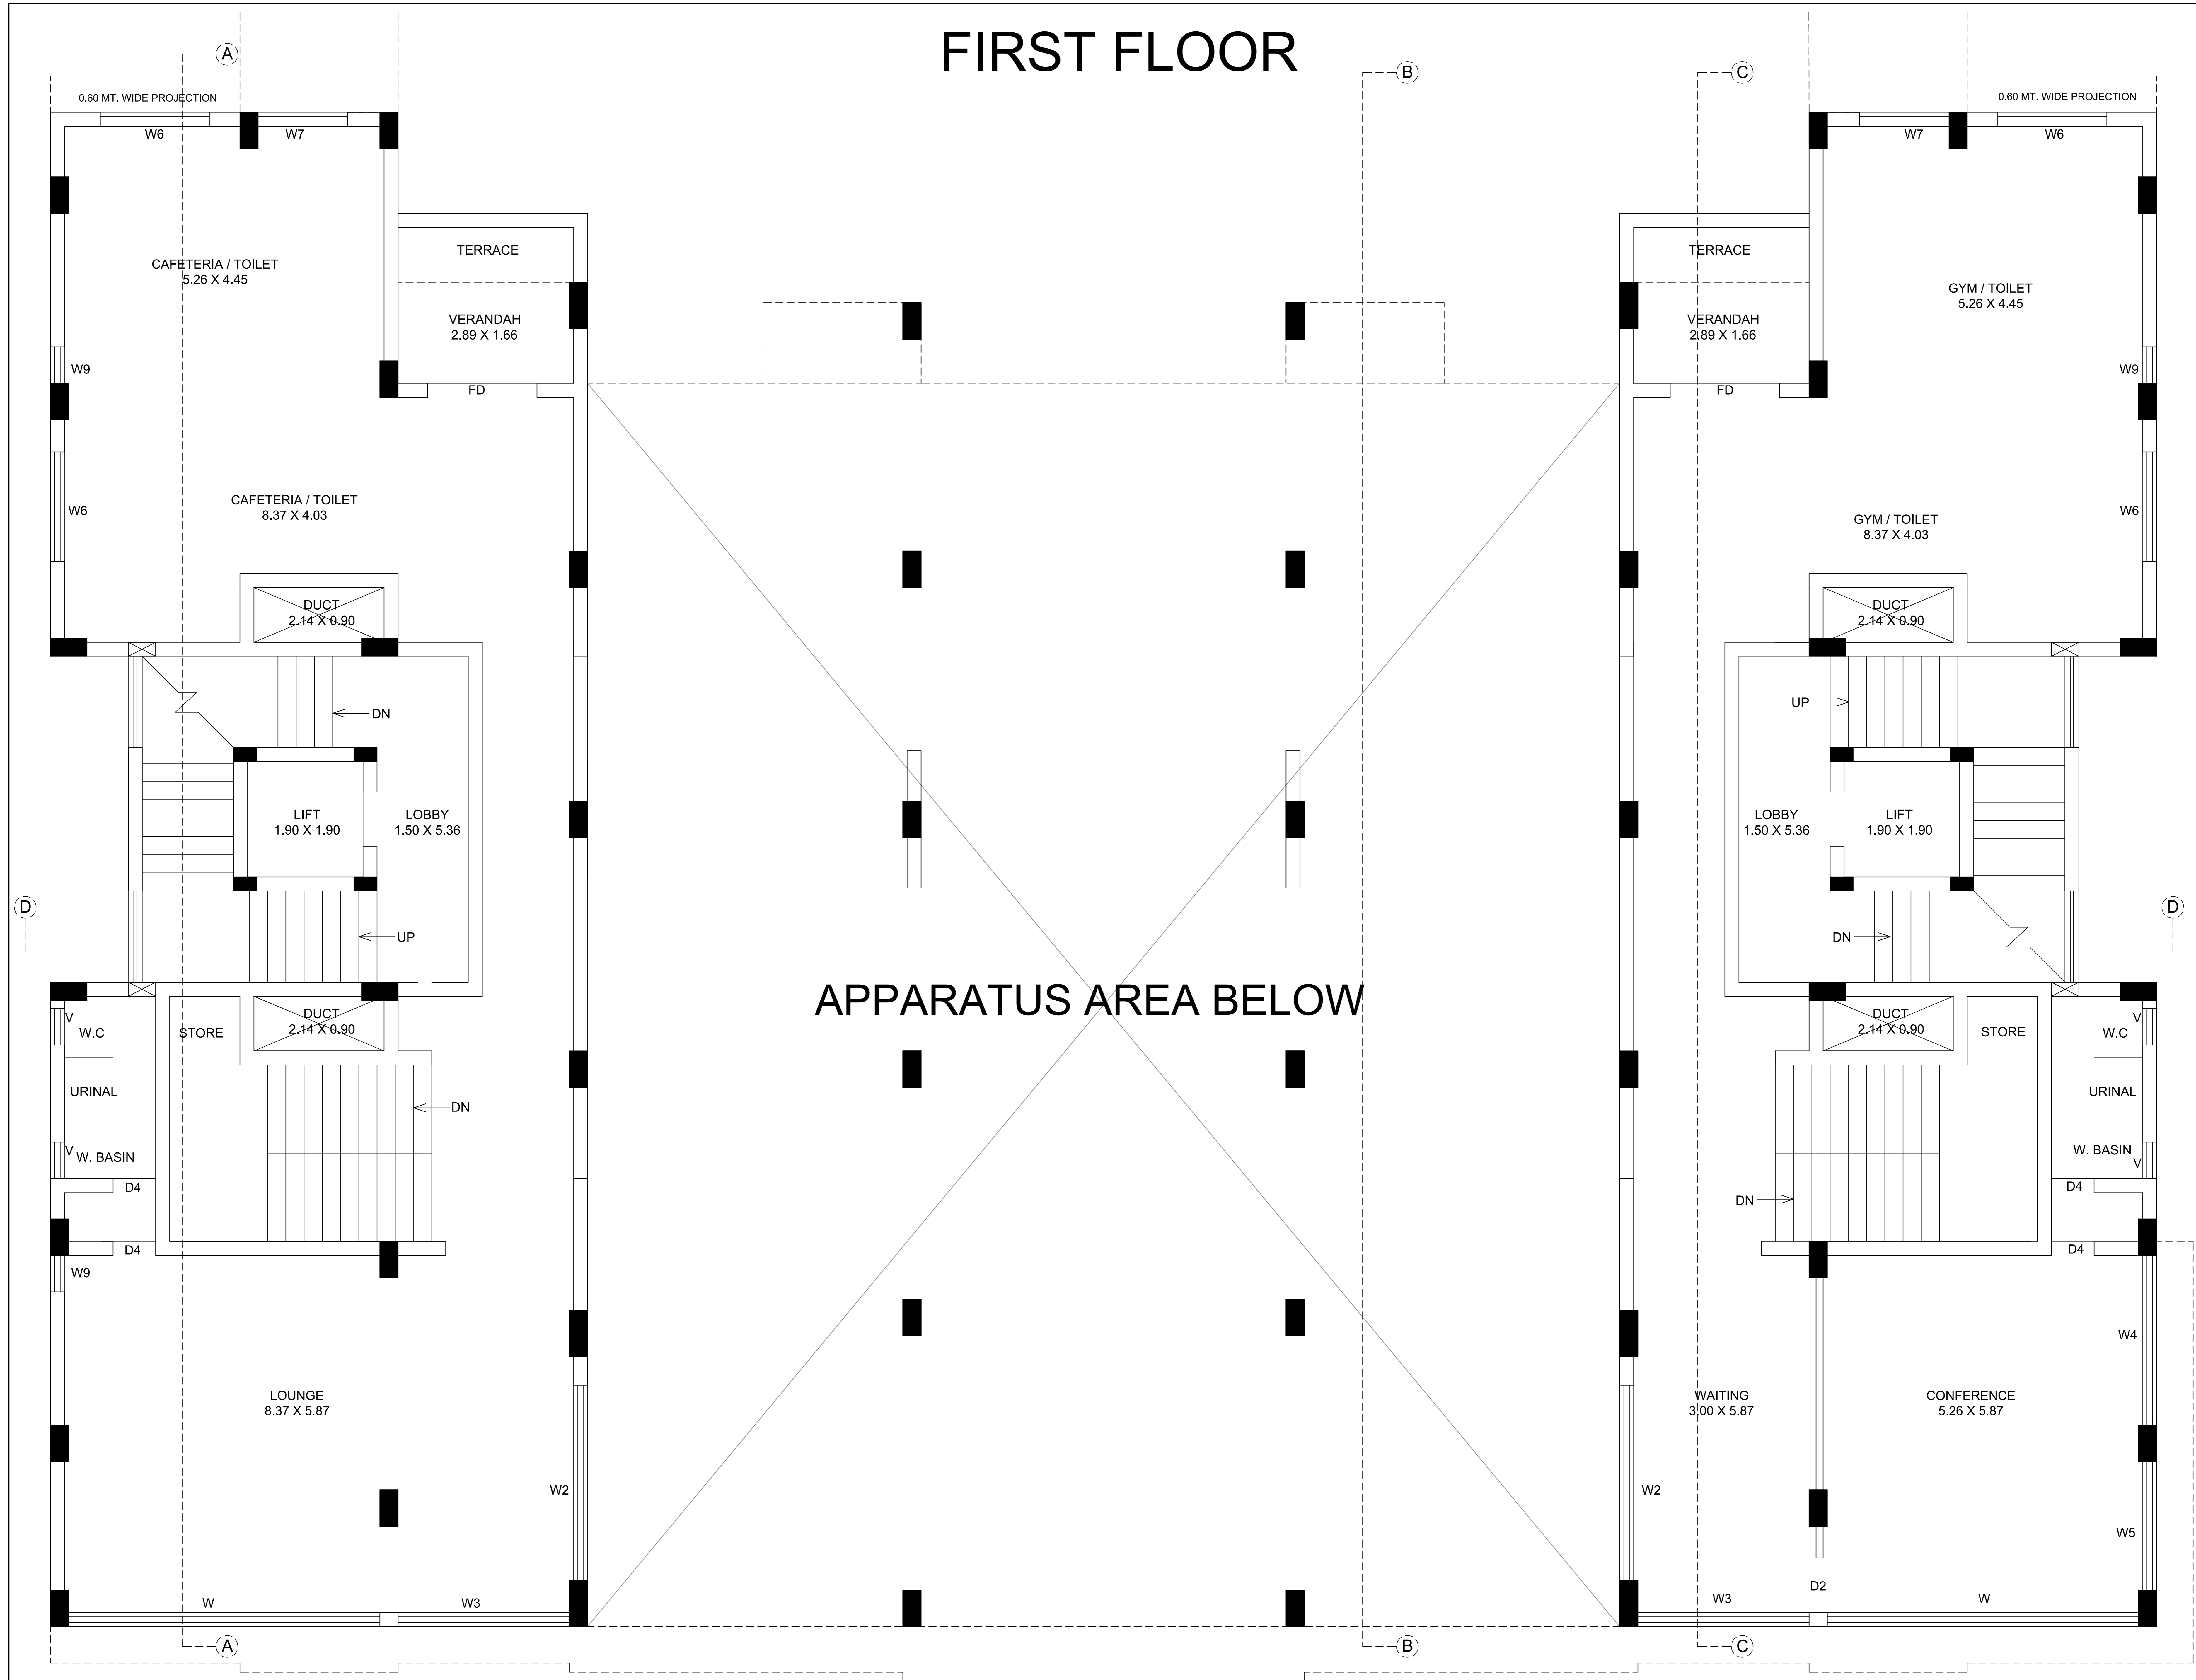 FIRST FLOOR
A
B
C
0.60 MT. WIDE PROJECTION
0.60 MT. WIDE PROJECTION
W6
W7
W7
W6
TERRACE
TERRACE
CAFETERIA / TOILET
5.26 X 4.45
GYM / TOILET
5.26 X 4.45
VERANDAH
2.89 X 1.66
VERANDAH
2.89 X 1.66
W9
W9
FD
FD
CAFETERIA / TOILET
8.37 X 4.03
W6
W6
GYM / TOILET
8.37 X 4.03
DUCT
2.14 X 0.90
DUCT
2.14 X 0.90
DN
UP
LIFT
1.90 X 1.90
LOBBY
1.50 X 5.36
LOBBY
1.50 X 5.36
LIFT
1.90 X 1.90
D
D
UP
DN
APPARATUS AREA BELOW
V
W.C
STORE
DUCT
2.14 X 0.90
DUCT
2.14 X 0.90
STORE
W.C
V
URINAL
URINAL
DN
V
W. BASIN
W. BASIN
V
D4
D4
DN
D4
D4
W9
W4
LOUNGE
8.37 X 5.87
WAITING
3.00 X 5.87
CONFERENCE
5.26 X 5.87
W2
W2
W5
D2
W
W3
W3
W
A
B
C